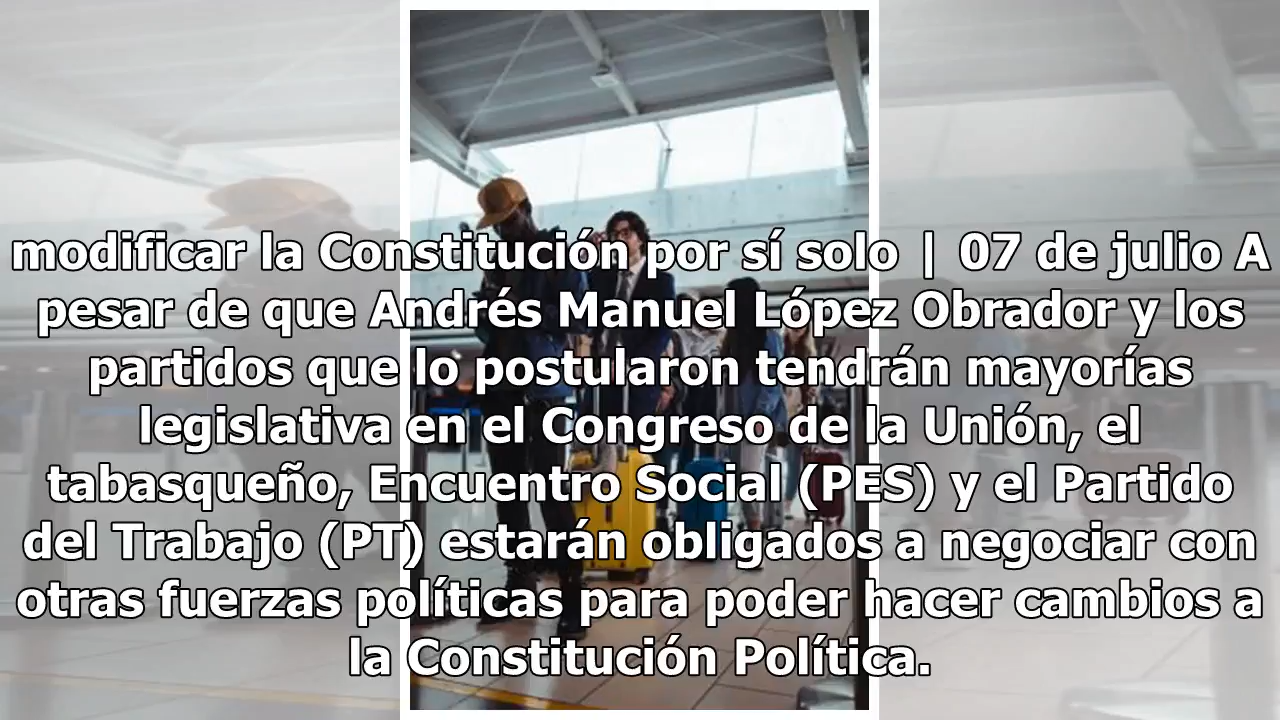 modificar la Constitución por sí solo | 07 de julio A
pesar de que Andrés Manuel López Obrador y los
partidos que lo postularon tendrán mayorías
legislativa en el Congreso de la Unión, el
tabasqueño, Encuentro Social (PES) y el Partido
del Trabajo (PT) estarán obligados a negociar con
otras fuerzas políticas para poder hacer cambios a
la Constitución Política.